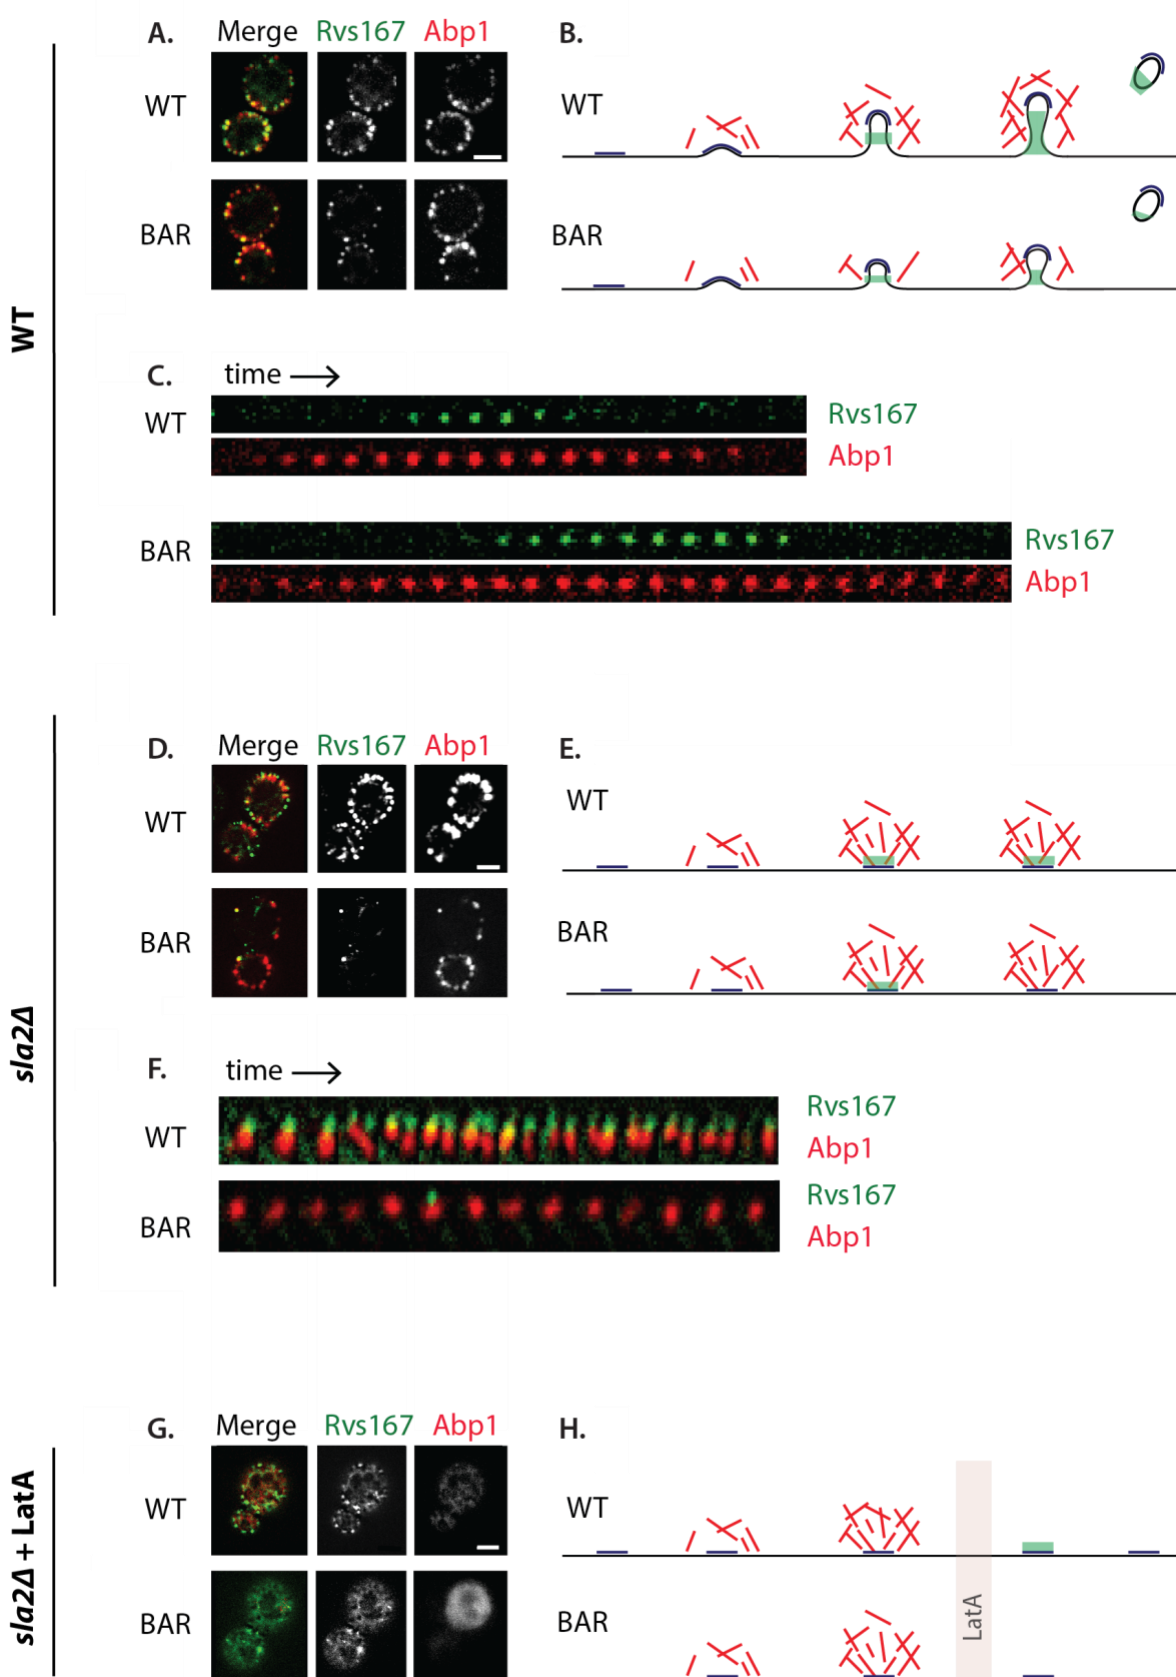 A.
Merge Rvs167 Abp1
WT
BAR
B.
WT
BAR
WT
C.
time
WT
Rvs167
Abp1
BAR
Rvs167
Abp1
D.
Merge Rvs167 Abp1
WT
BAR
E.
WT
BAR
sla2Δ
F.
time
WT
Rvs167
Abp1
BAR
Rvs167
Abp1
G.
Merge Rvs167 Abp1
WT
BAR
H.
WT
BAR
LatA
sla2Δ + LatA